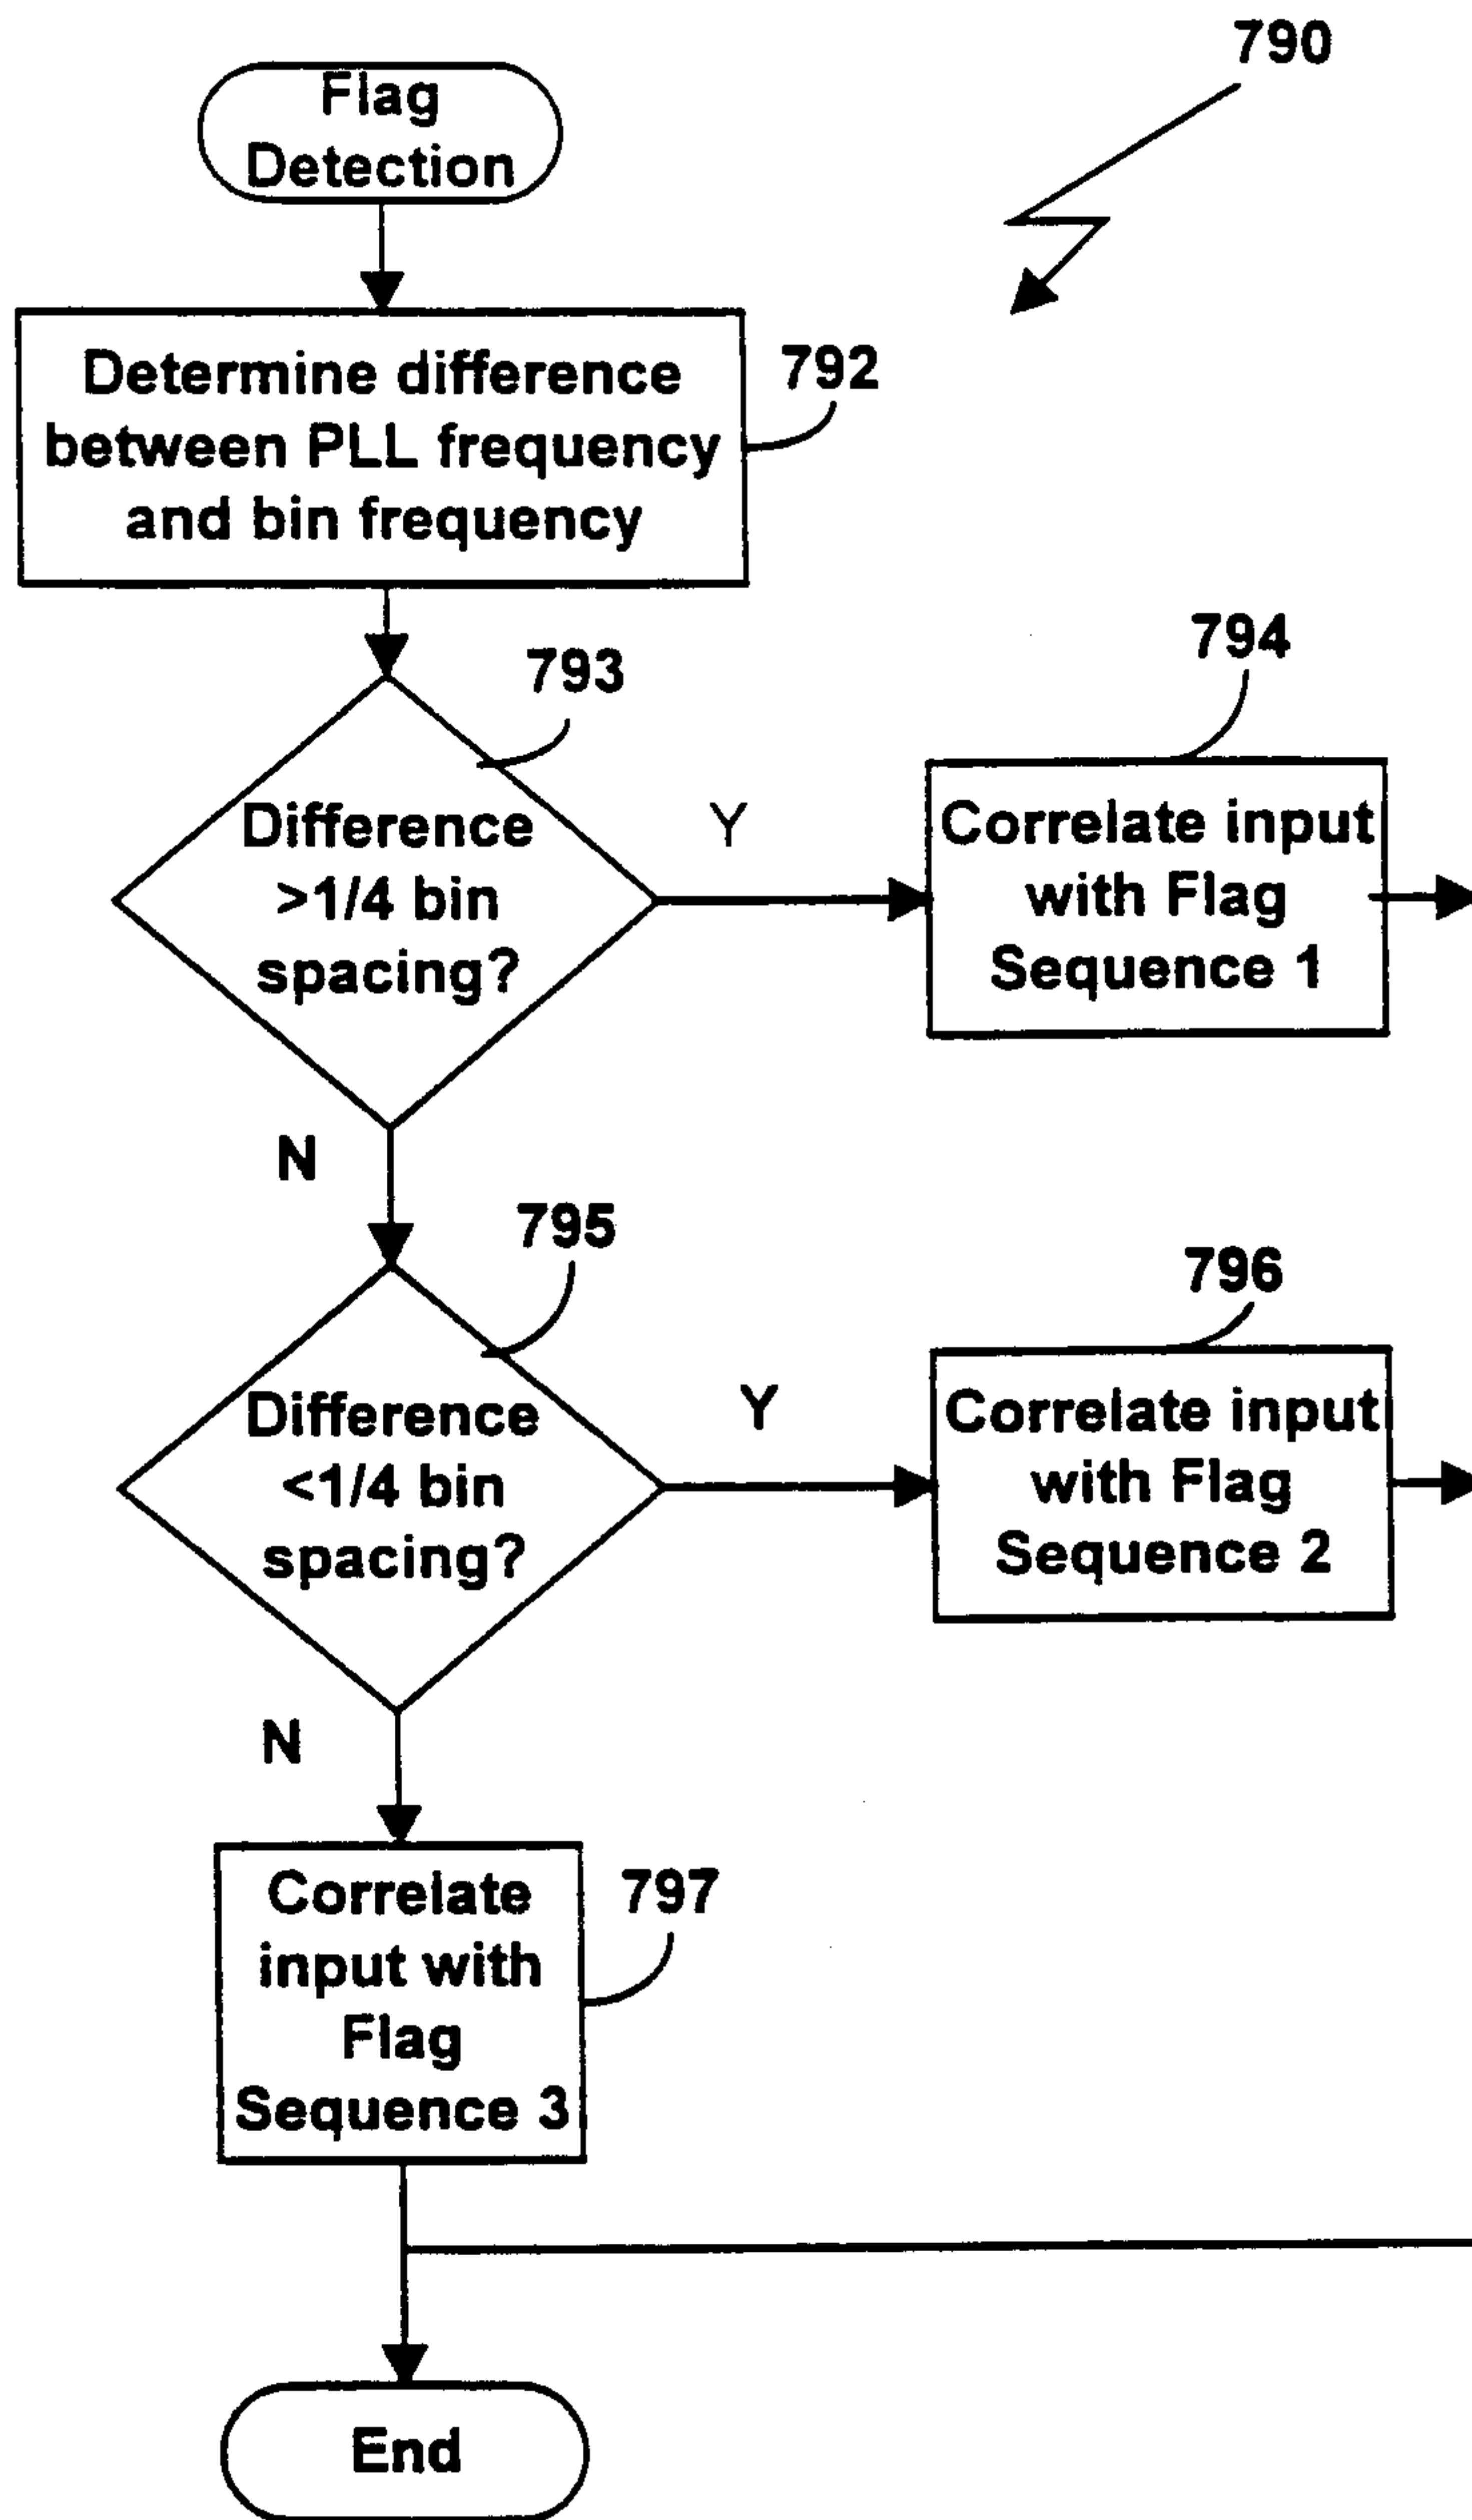 790
Flag
Detection
Determine difference
between PLL frequency
and bin frequency
792
793
Difference
>1/4 bin
spacing?
Y
794
Correlate input
with Flag
Sequence 1
N
795
Difference
<1/4 bin
spacing?
Y
796
Correlate input
with Flag
Sequence 2
N
Correlate
input with
Flag
Sequence 3
797
End